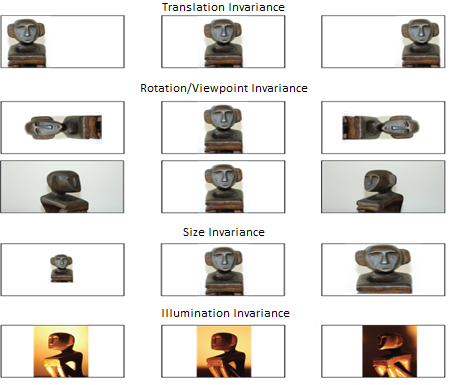 Translation Invariance
Rotation/Viewpoint Invariance
Size Invariance
Illumination Invariance